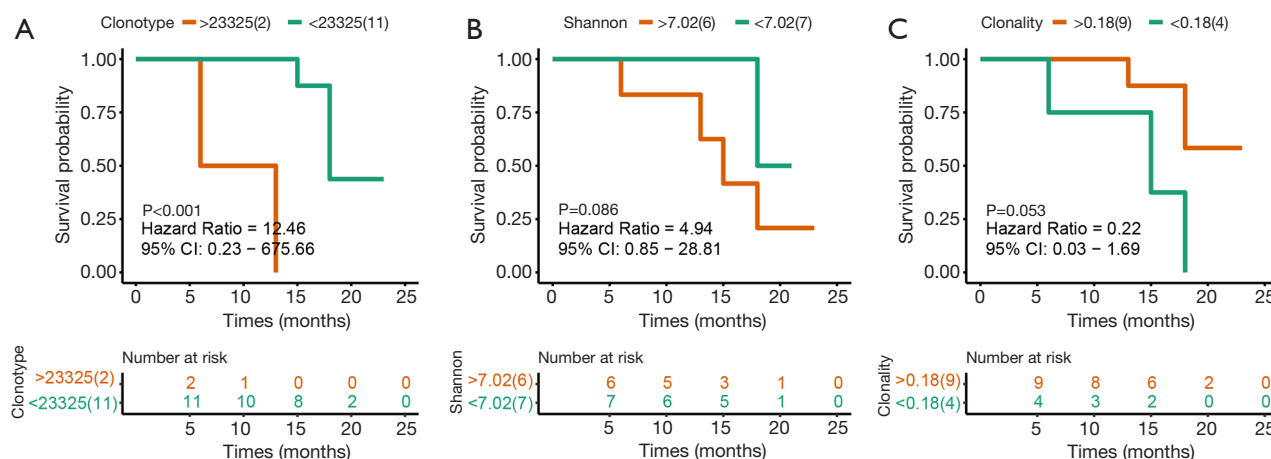 A
Clonotype >23325(2) <23325(11)
Survival probability
1.00
0.75
0.50
0.25
0.00
P<0.001
Hazard Ratio = 12.46
95% CI: 0.23 – 675.66
0 5 10 15 20 25
Times (months)
Number at risk
Clonotype
>23325(2) 2 1 0 0 0
<23325(11) 11 10 8 2 0
5 10 15 20 25
Times (months)
B
Shannon >7.02(6) <7.02(7)
Survival probability
1.00
0.75
0.50
0.25
0.00
P=0.086
Hazard Ratio = 4.94
95% CI: 0.85 – 28.81
0 5 10 15 20 25
Times (months)
Number at risk
Shannon
>7.02(6) 6 5 3 1 0
<7.02(7) 7 6 5 1 0
5 10 15 20 25
Times (months)
C
Clonality >0.18(9) <0.18(4)
Survival probability
1.00
0.75
0.50
0.25
0.00
P=0.053
Hazard Ratio = 0.22
95% CI: 0.03 – 1.69
0 5 10 15 20 25
Times (months)
Number at risk
Clonality
>0.18(9) 9 8 6 2 0
<0.18(4) 4 3 2 0 0
5 10 15 20 25
Times (months)